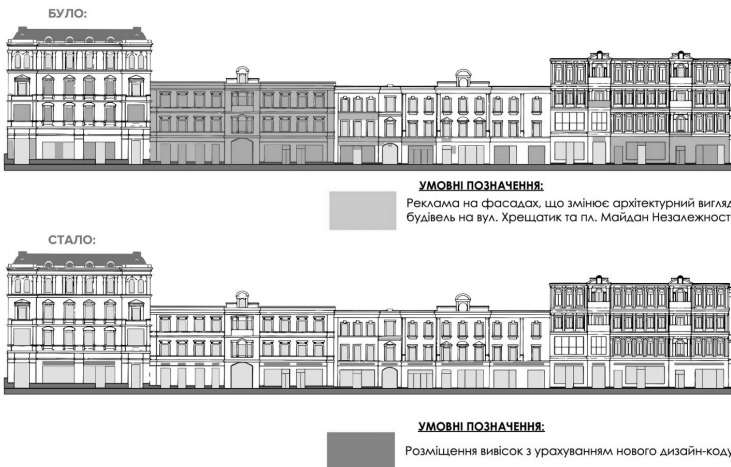 БУЛО:
УМОВНІ ПОЗНАЧЕННЯ:
Реклама на фасадах, що змінює архітектурний вигляд
будівель на вул. Хрещатик та пл. Майдан Незалежност
СТАЛО:
УМОВНІ ПОЗНАЧЕННЯ:
Розміщення вивісок з урахуванням нового дизайн-коду